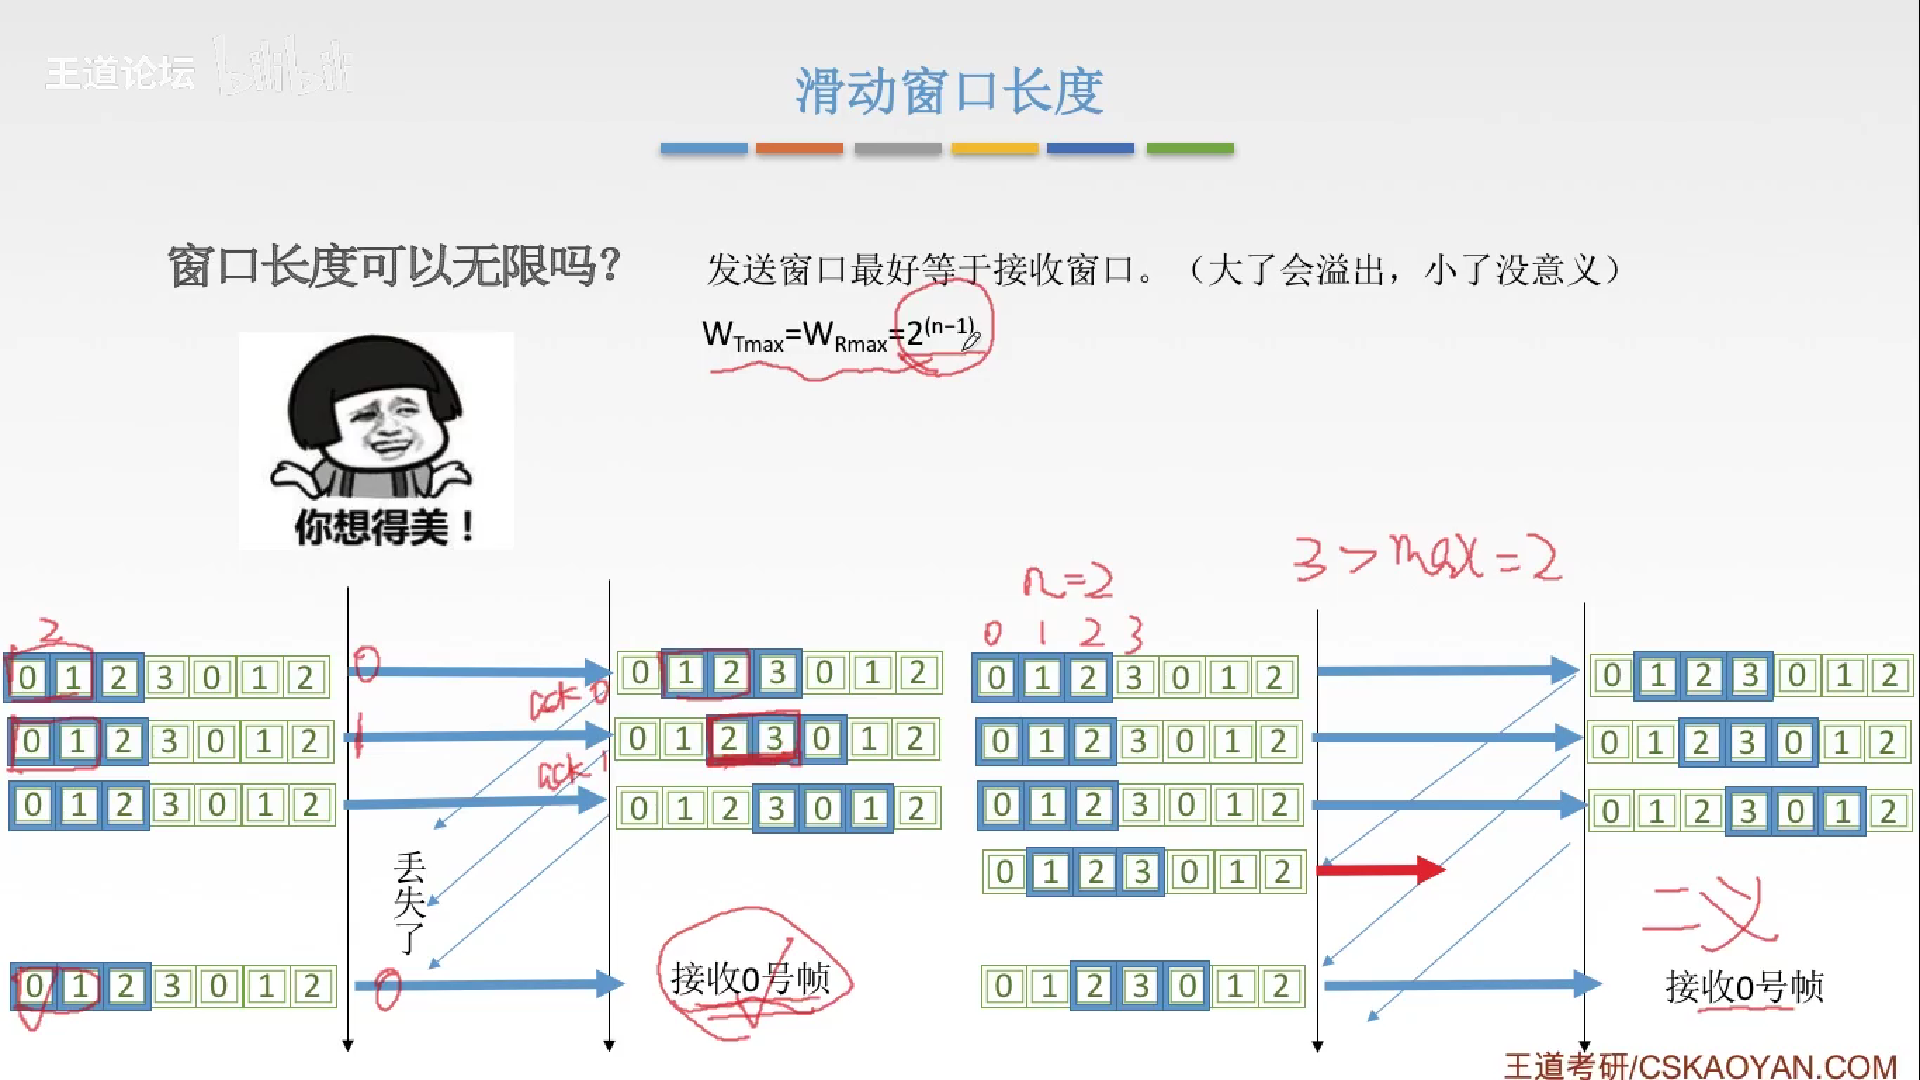 王道论坛 bilibili
滑动窗口长度
窗口长度可以无限吗？
发送窗口最好等于接收窗口。（大了会溢出，小了没意义）
W_Tmax=W_Rmax=2^(n-1)
你想得美！
3>max=2
n=2
0 1 2 3
2
0 1 2 3 0 1 2
0
ack 0
0 1 2 3 0 1 2
0 1 2 3 0 1 2
1
ack 1
0 1 2 3 0 1 2
0 1 2 3 0 1 2
0 1 2 3 0 1 2
丢失了
0 1 2 3 0 1 2
0
接收0号帧
0 1 2 3 0 1 2
0 1 2 3 0 1 2
0 1 2 3 0 1 2
0 1 2 3 0 1 2
0 1 2 3 0 1 2
0 1 2 3 0 1 2
0 1 2 3 0 1 2
二义
0 1 2 3 0 1 2
接收0号帧
王道考研/CSKAOYAN.COM